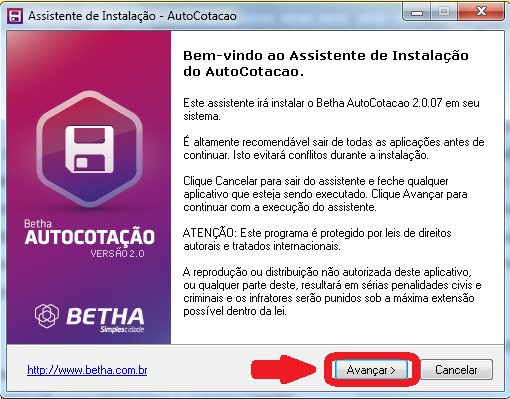 Assistente de Instalação - AutoCotacao
Bem-vindo ao Assistente de Instalação
do AutoCotacao.
Este assistente irá instalar o Betha AutoCotacao 2.0.07 em seu
sistema.
É altamente recomendável sair de todas as aplicações antes de
continuar. Isto evitará conflitos durante a instalação.
Clique Cancelar para sair do assistente e feche qualquer
aplicativo que esteja sendo executado. Clique Avançar para
continuar com a execução do assistente.
ATENÇÃO: Este programa é protegido por leis de direitos
autorais e tratados internacionais.
A reprodução ou distribuição não autorizada deste aplicativo,
ou qualquer parte deste, resultará em sérias penalidades civis e
criminais e os infratores serão punidos sob a máxima extensão
possível dentro da lei.
Betha
AUTOCOTAÇÃO
VERSÃO 2.0
BETHA
Simplescidade
http://www.betha.com.br
Avançar >
Cancelar